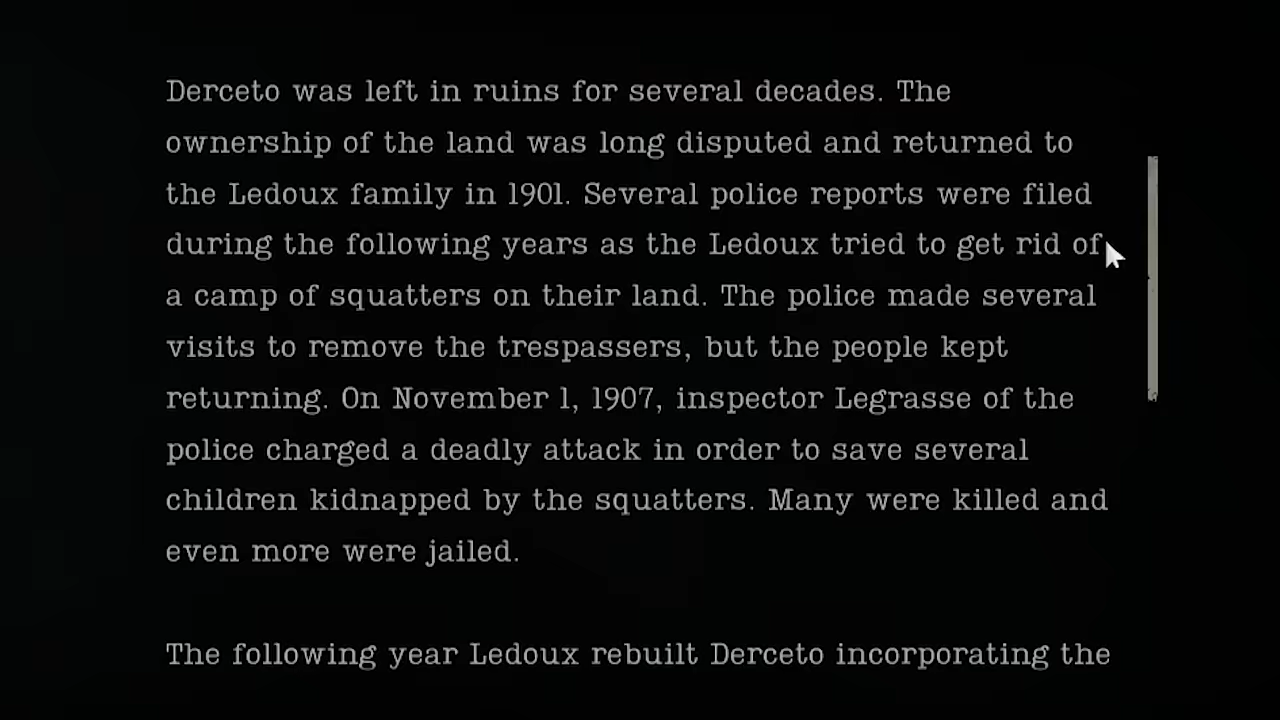 Derceto was left in ruins for several decades. The
ownership of the land was long disputed and returned to
the Ledoux family in 1901. Several police reports were filed
during the following years as the Ledoux tried to get rid of
a camp of squatters on their land. The police made several
visits to remove the trespassers, but the people kept
returning. On November 1, 1907, inspector Legrasse of the
police charged a deadly attack in order to save several
children kidnapped by the squatters. Many were killed and
even more were jailed.
The following year Ledoux rebuilt Derceto incorporating the